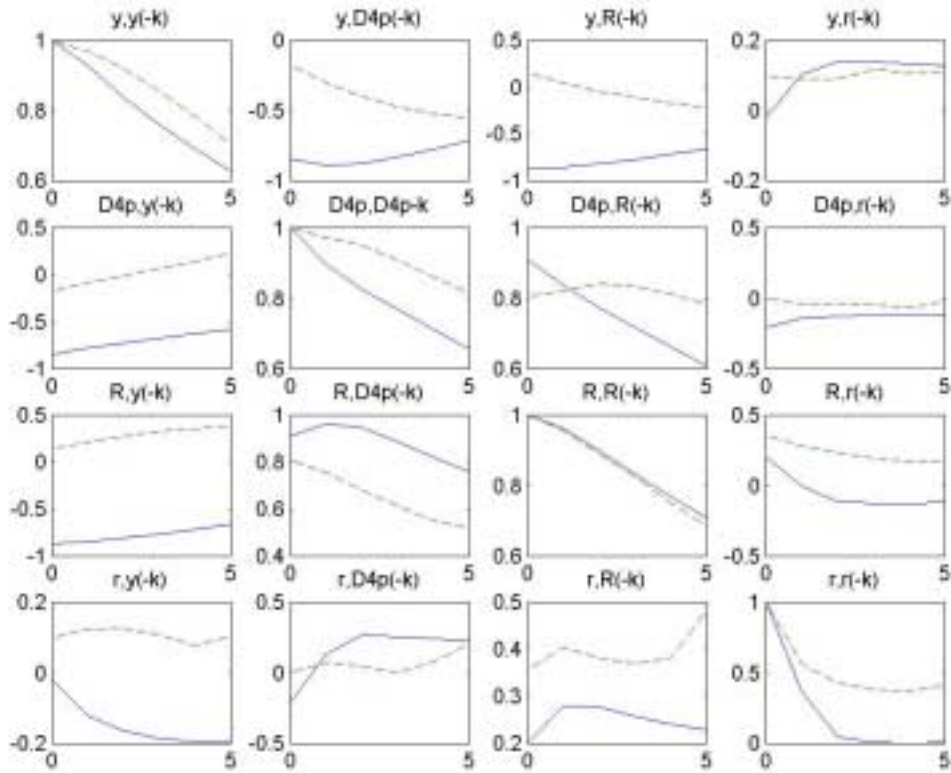 y,y(-k) y,D4p(-k) y,R(-k) y,r(-k)
1 0.8 0.6 0 5
0 -0.5 -1 0 5
0.5 0 -0.5 -1 0 5
0.2 0 -0.2 0 5
D4p,y(-k) D4p,D4p-k D4p,R(-k) D4p,r(-k)
0.5 0 -0.5 -1 0 5
1 0.8 0.6 0 5
1 0.8 0.6 0 5
0.5 0 -0.5 0 5
R,y(-k) R,D4p(-k) R,R(-k) R,r(-k)
0.5 0 -0.5 -1 0 5
1 0.8 0.6 0.4 0 5
1 0.8 0.6 0 5
0.5 0 -0.5 0 5
r,y(-k) r,D4p(-k) r,R(-k) r,r(-k)
0.2 0 -0.2 0 5
0.5 0 -0.5 0 5
0.5 0.4 0.3 0.2 0 5
1 0.5 0 0 5